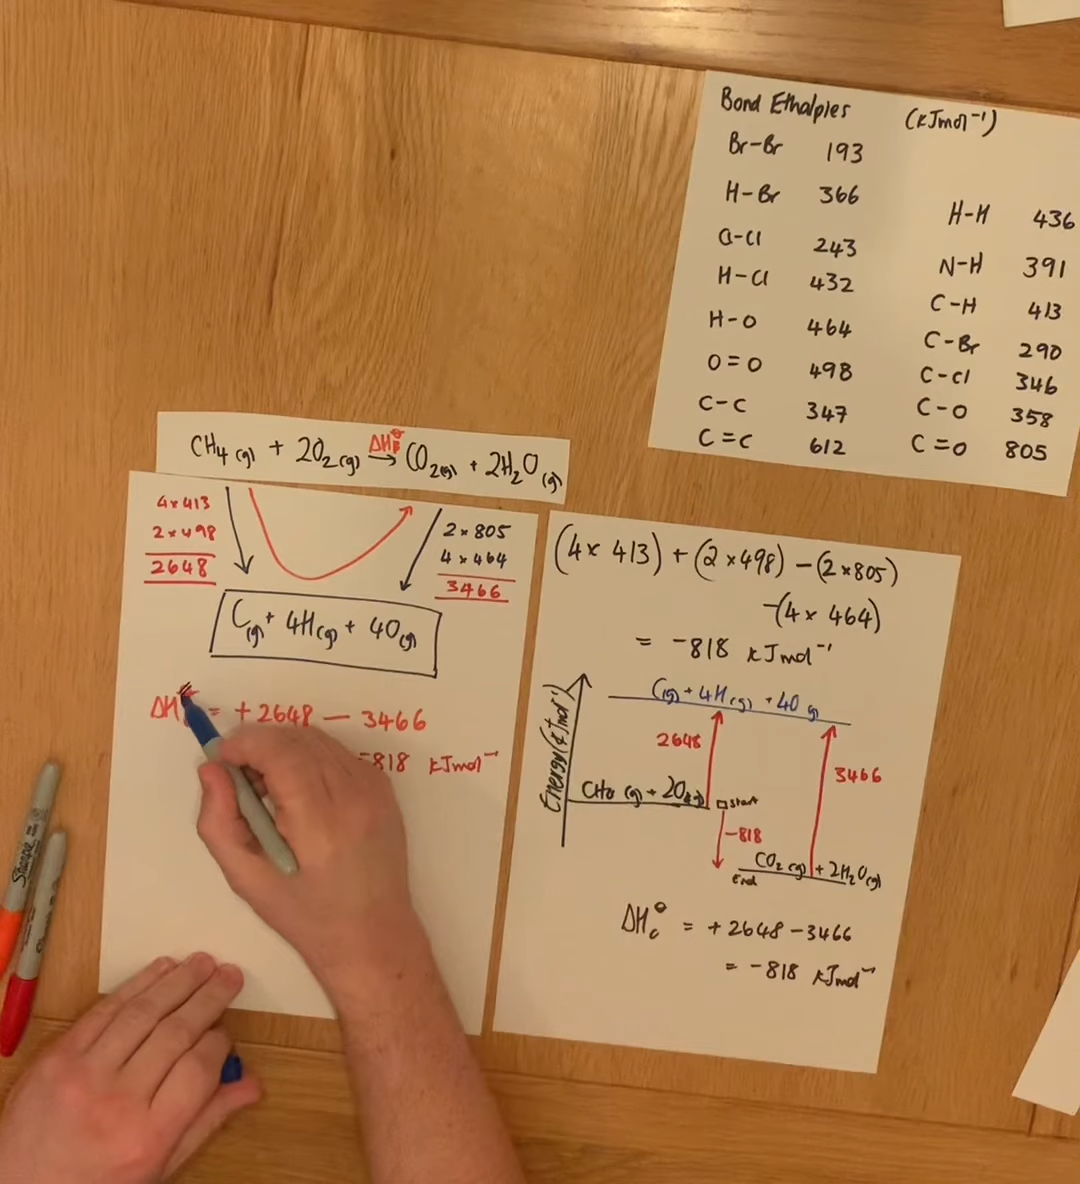 Bond Ethalpies (kJmol⁻¹)
Br-Br 193
H-Br 366
Cl-Cl 243
H-Cl 432
H-O 464
O=O 498
C-C 347
C=C 612
H-H 436
N-H 391
C-H 413
C-Br 290
C-Cl 346
C-O 358
C=O 805
CH₄(g) + 2O₂(g) → CO₂(g) + 2H₂O(g)
4×413
2×498
2648
2×805
4×464
3466
C(g) + 4H(g) + 4O(g)
ΔH = +2648 − 3466
-818 kJmol⁻¹
(4×413) + (2×498) − (2×805)
−(4×464)
= −818 kJmol⁻¹
Energy (kJmol⁻¹)
C(g) + 4H(g) + 4O g
2648
3466
CH4 (g) + 2O2(g)
Start
−818
CO₂(g) + 2H₂O(g)
End
ΔHc⊖ = +2648 − 3466
= −818 kJmol⁻¹
Sharpie